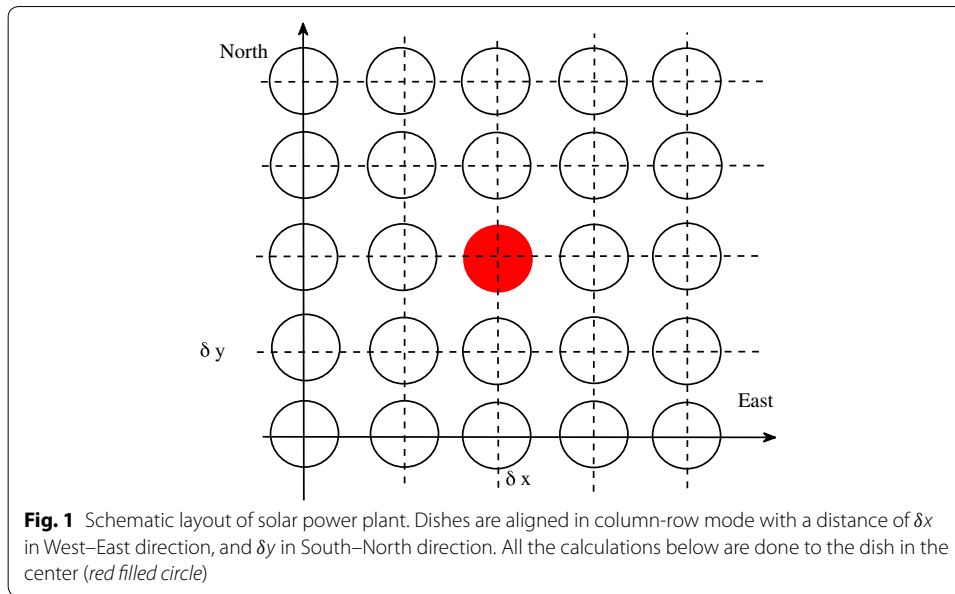 North
δ y
East
δ x
Fig. 1 Schematic layout of solar power plant. Dishes are aligned in column-row mode with a distance of δx
in West–East direction, and δy in South–North direction. All the calculations below are done to the dish in the
center (red filled circle)